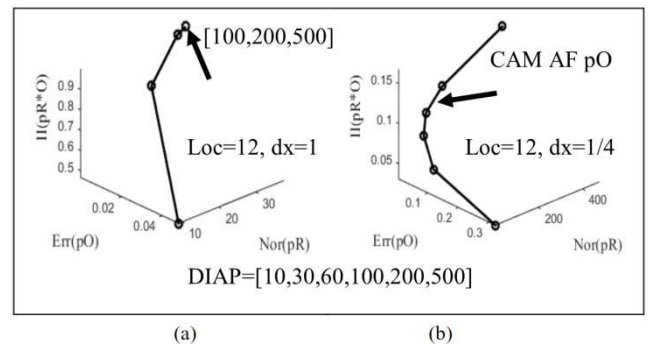 [100,200,500]
II(pR*O)
0.9
0.8
0.7
0.6
0.5
Loc=12, dx=1
0.02
0.04
Err(pO)
10
20
30
Nor(pR)
CAM AF pO
II(pR*O)
0.15
0.1
0.05
Loc=12, dx=1/4
0.1
0.2
0.3
Err(pO)
200
400
Nor(pR)
DIAP=[10,30,60,100,200,500]
(a)
(b)